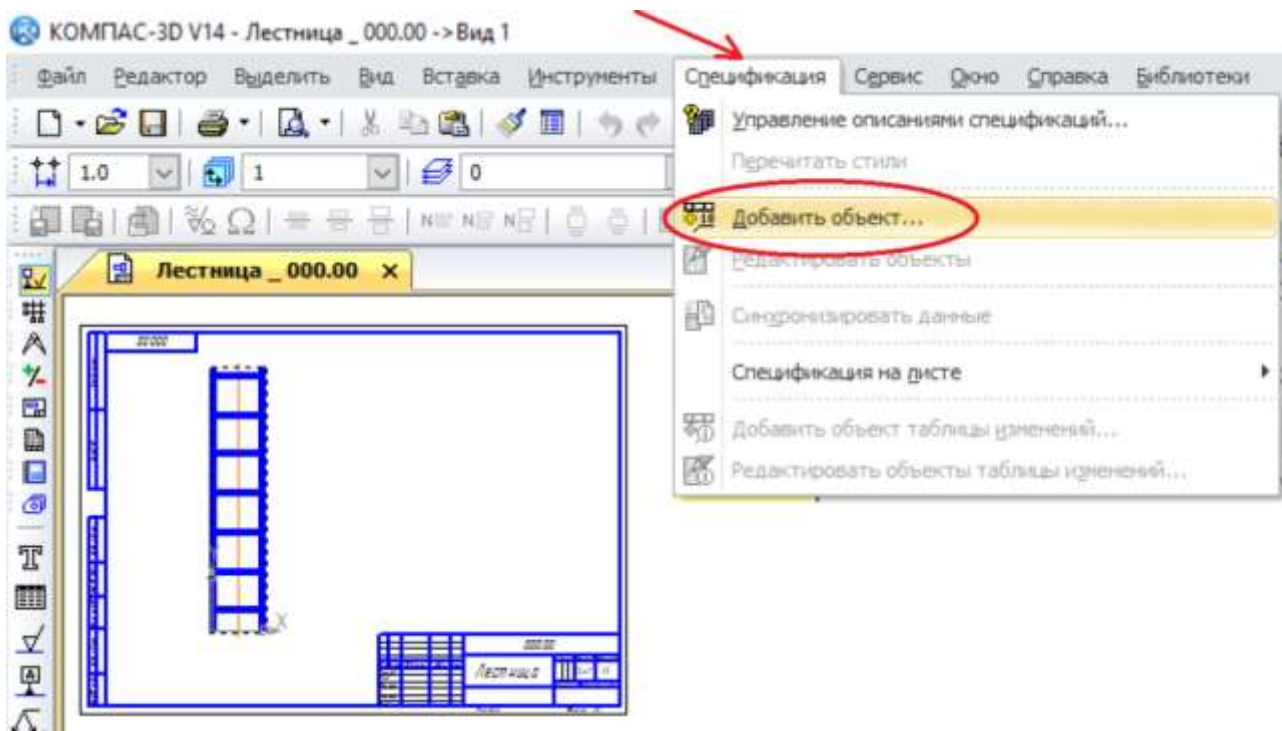 КОМПАС-3D V14 - Лестница _ 000.00 ->Вид 1
Файл Редактор Выделить Вид Вставка Инструменты Спецификация Сервис Окно Справка Библиотеки
Управление описаниями спецификаций...
Перечитать стили
1.0 1 0
Добавить объект...
Лестница _ 000.00 ×
Редактировать объекты
Синхронизировать данные
Спецификация на листе
Добавить объект таблицы изменений...
Редактировать объекты таблицы изменений...
X
Лестница